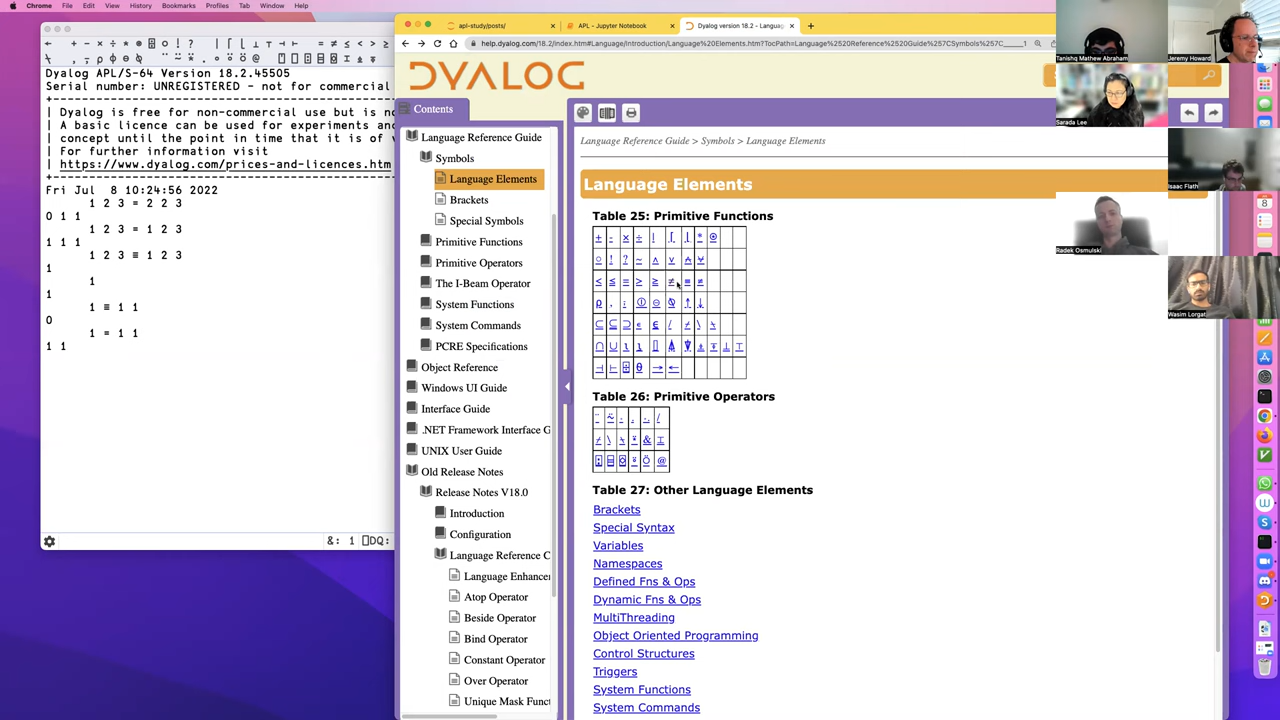 Chrome File Edit View History Bookmarks Profiles Tab Window Help
apl-study/posts/
APL - Jupyter Notebook
Dyalog version 18.2 - Langua
help.dyalog.com/18.2/index.htm#Language/Introduction/Language%20Elements.htm?TocPath=Language%2520Reference%2520Guide%257CSymbols%257C_____1
Dyalog APL/S-64 Version 18.2.45505
Serial number: UNREGISTERED - not for commercial
| Dyalog is free for non-commercial use but is no
| A basic licence can be used for experiments and
| concept until the point in time that it is of v
| For further information visit
| https://www.dyalog.com/prices-and-licences.htm
Fri Jul 8 10:24:56 2022
1 2 3 = 2 2 3
0 1 1
1 2 3 = 1 2 3
1 1 1
1 2 3 ≡ 1 2 3
1
1
1
1 ≡ 1 1
0
1 = 1 1
1 1
&: 1 ⎕DQ:
DYALOG
Contents
Language Reference Guide
Symbols
Language Elements
Brackets
Special Symbols
Primitive Functions
Primitive Operators
The I-Beam Operator
System Functions
System Commands
PCRE Specifications
Object Reference
Windows UI Guide
Interface Guide
.NET Framework Interface G
UNIX User Guide
Old Release Notes
Release Notes V18.0
Introduction
Configuration
Language Reference C
Language Enhancer
Atop Operator
Beside Operator
Bind Operator
Constant Operator
Over Operator
Unique Mask Funct
Language Reference Guide > Symbols > Language Elements
Language Elements
Table 25: Primitive Functions
+ - × ÷ ! ⌈ ⌊ * ⍟
○ ! ? ~ ∧ ∨ ⍲ ⍱
< ≤ = ≥ ≥ ≠ ≡ ≢
Table 26: Primitive Operators
Table 27: Other Language Elements
Brackets
Special Syntax
Variables
Namespaces
Defined Fns & Ops
Dynamic Fns & Ops
MultiThreading
Object Oriented Programming
Control Structures
Triggers
System Functions
System Commands
Tanishq Mathew Abraham
Jeremy Howard
Sarada Lee
Isaac Flath
Radek Osmulski
Wasim Lorgat